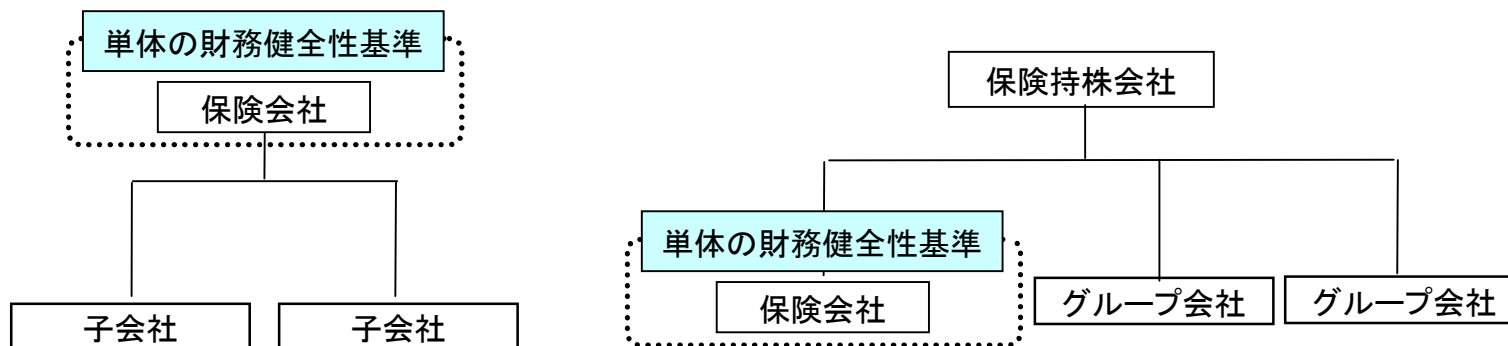 単体の財務健全性基準
保険会社
子会社
子会社
保険持株会社
単体の財務健全性基準
保険会社
グループ会社
グループ会社